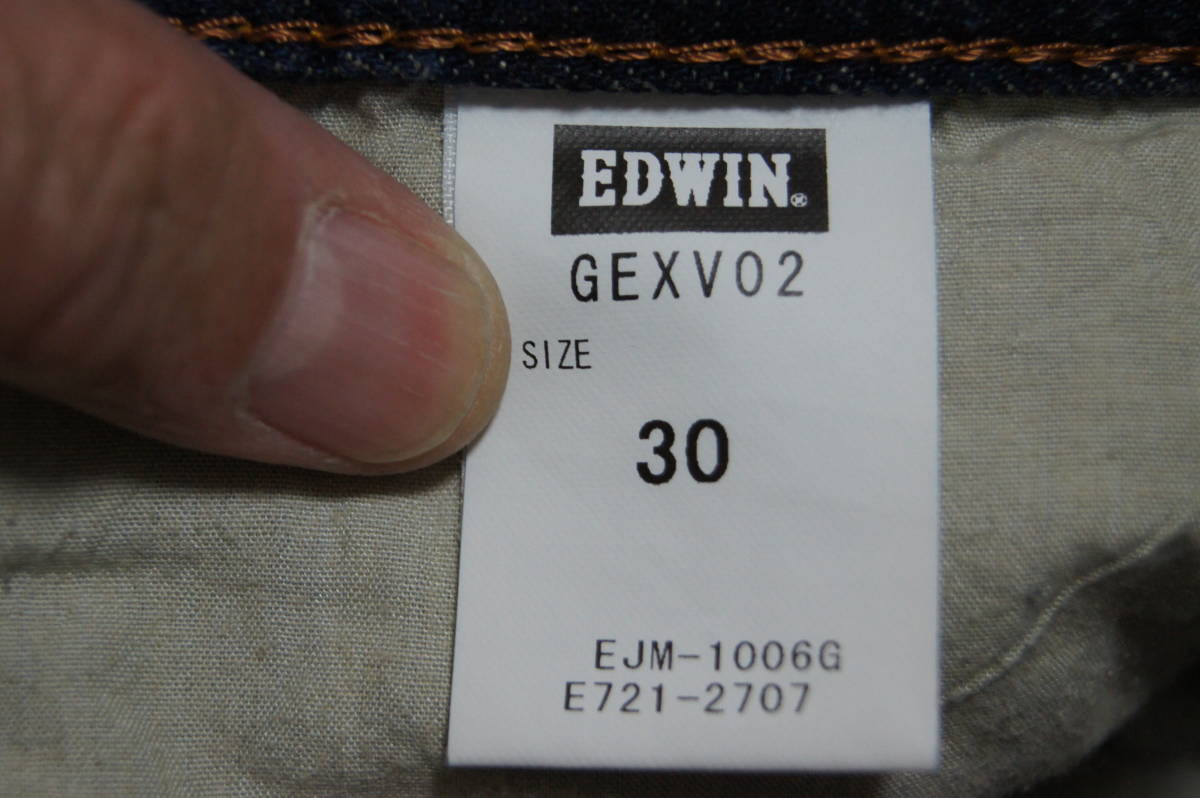 EDWIN®
GEXV02
SIZE
30
EJM-1006G
E721-2707